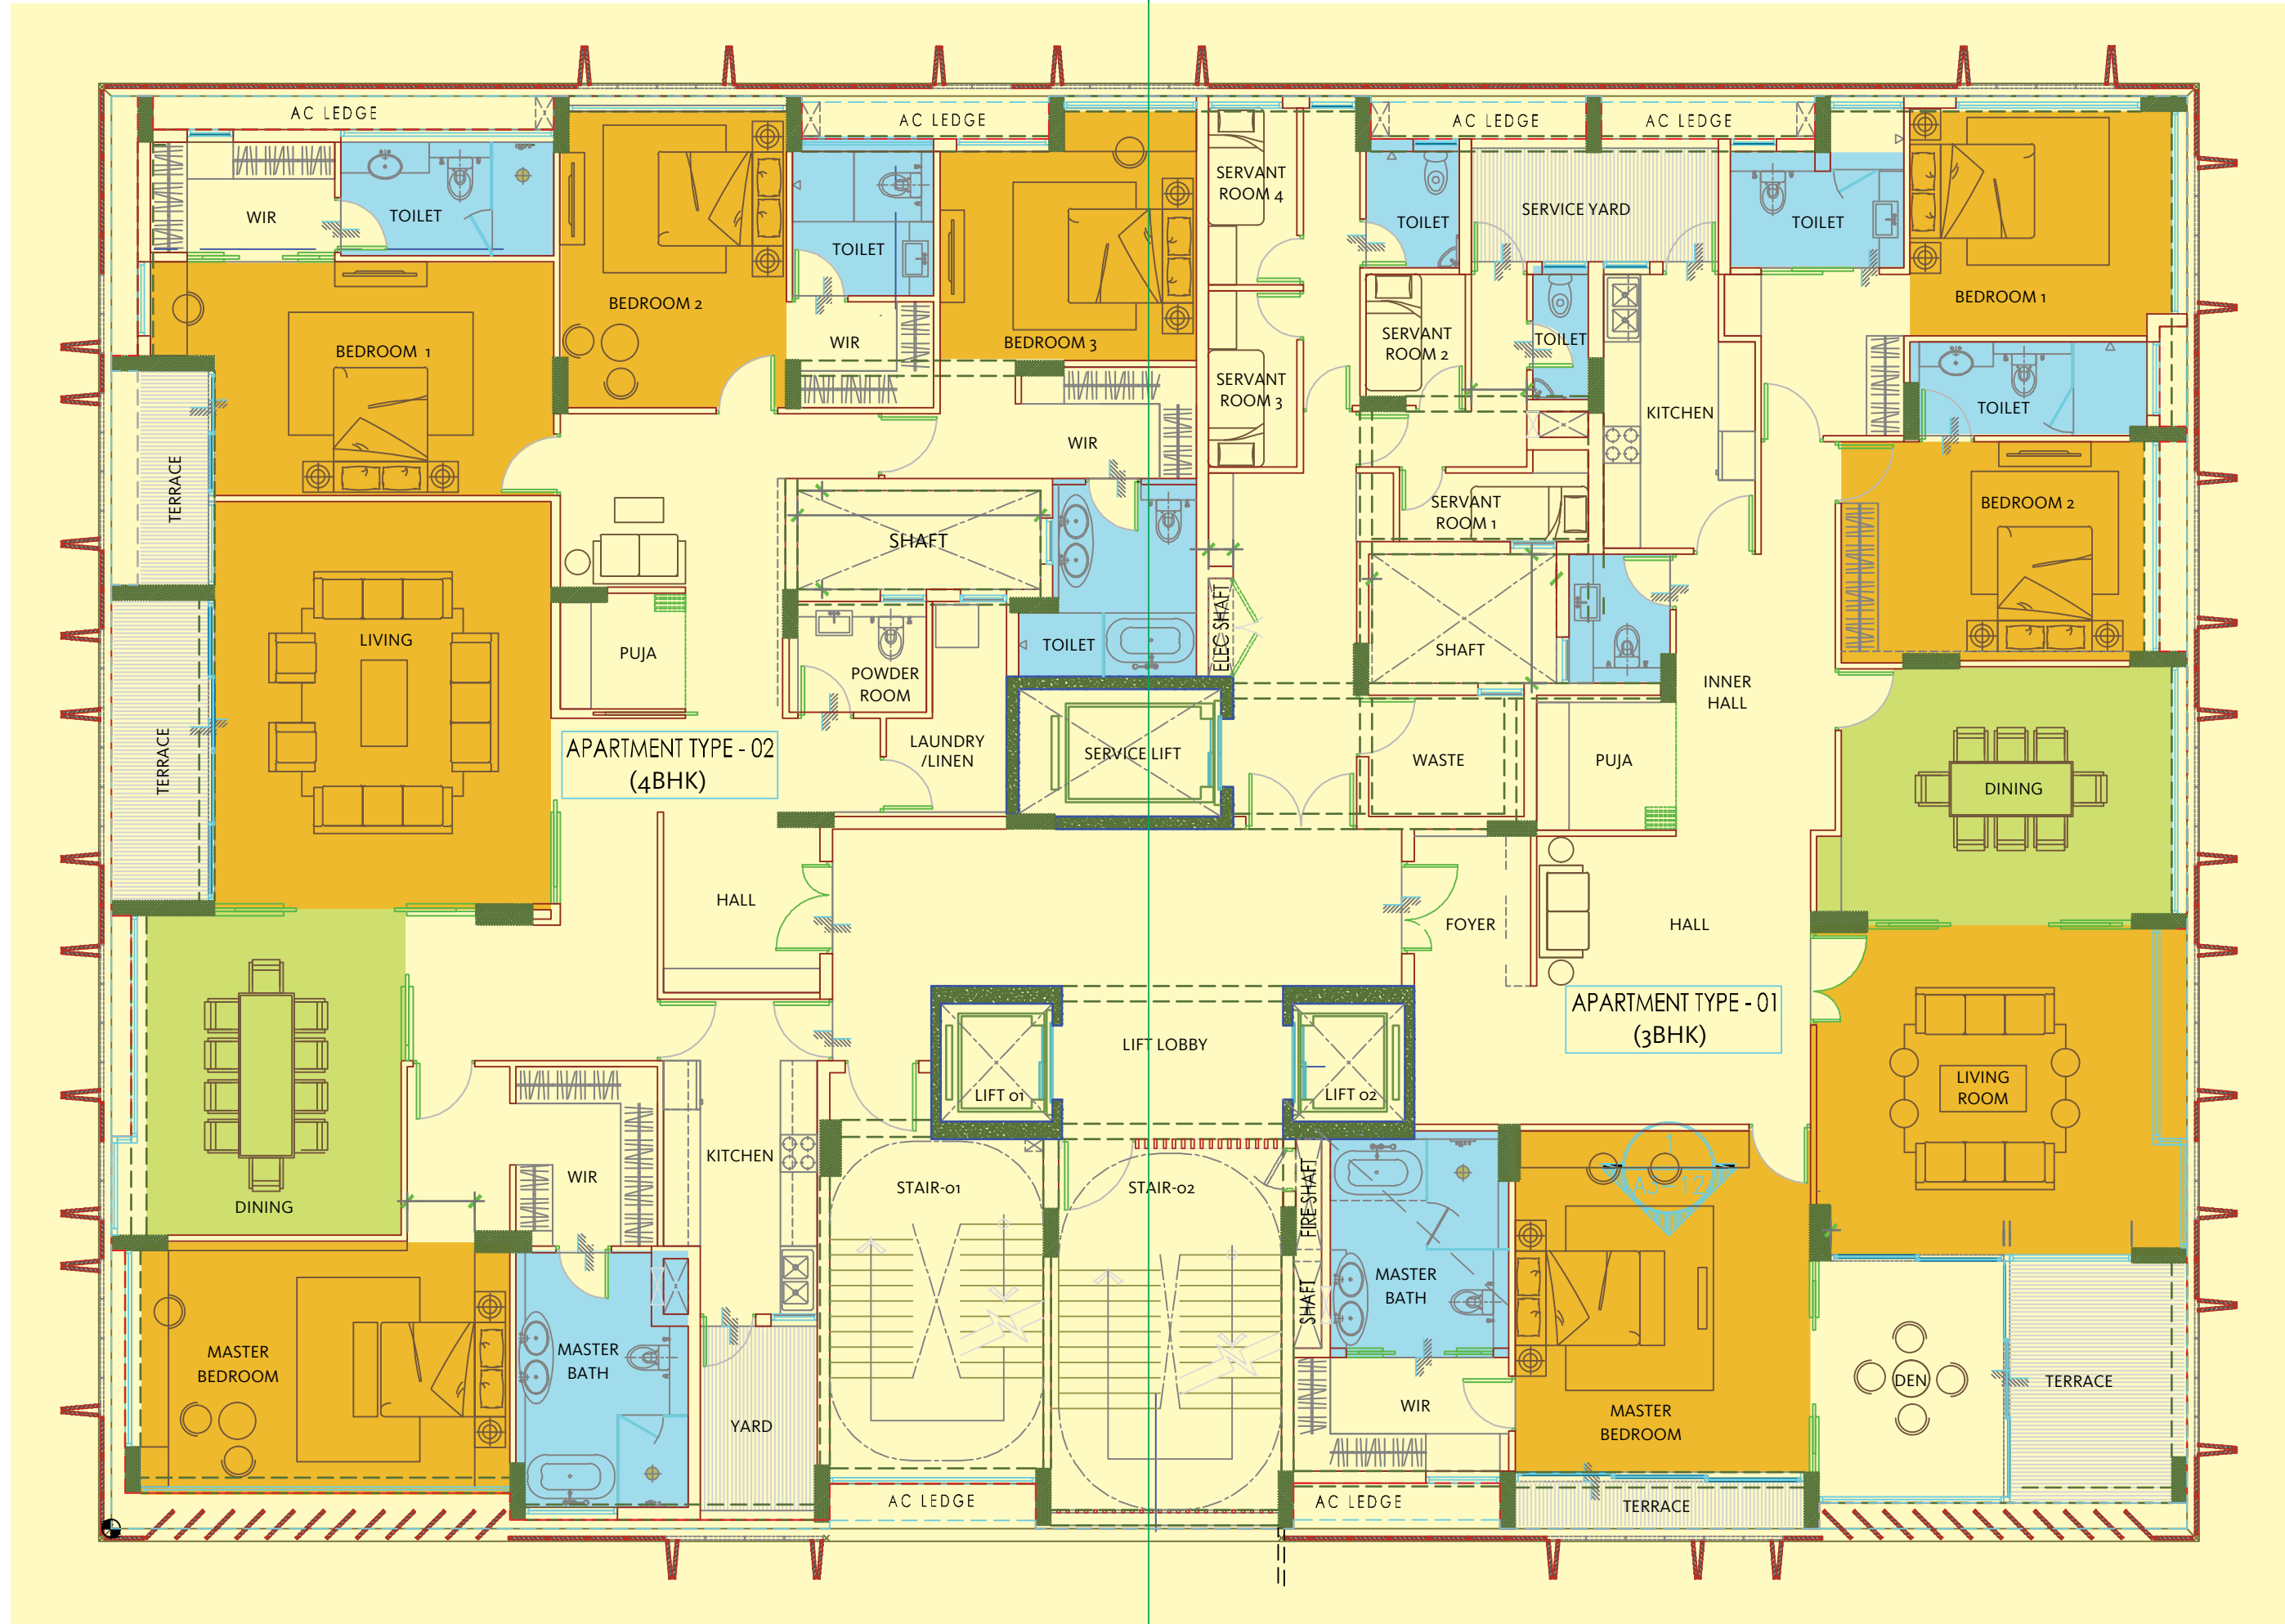 AC LEDGE
AC LEDGE
AC LEDGE
AC LEDGE
WIR
TOILET
BEDROOM 2
TOILET
WIR
BEDROOM 3
SERVANT
ROOM 4
TOILET
SERVICE YARD
TOILET
BEDROOM 1
BEDROOM 1
SERVANT
ROOM 3
SERVANT
ROOM 2
TOILET
KITCHEN
TOILET
TERRACE
WIR
SERVANT
ROOM 1
BEDROOM 2
SHAFT
LIVING
PUJA
POWDER
ROOM
TOILET
ELEC SHAFT
SHAFT
INNER
HALL
TERRACE
APARTMENT TYPE - 02
(4BHK)
LAUNDRY
/LINEN
SERVICE LIFT
WASTE
PUJA
DINING
HALL
FOYER
HALL
APARTMENT TYPE - 01
(3BHK)
LIFT LOBBY
LIFT 01
LIFT 02
LIVING
ROOM
DINING
WIR
KITCHEN
STAIR-01
STAIR-02
FIRE SHAFT
1
SHAFT
MASTER
BATH
MASTER
BEDROOM
MASTER
BATH
YARD
WIR
MASTER
BEDROOM
DEN
TERRACE
AC LEDGE
AC LEDGE
TERRACE